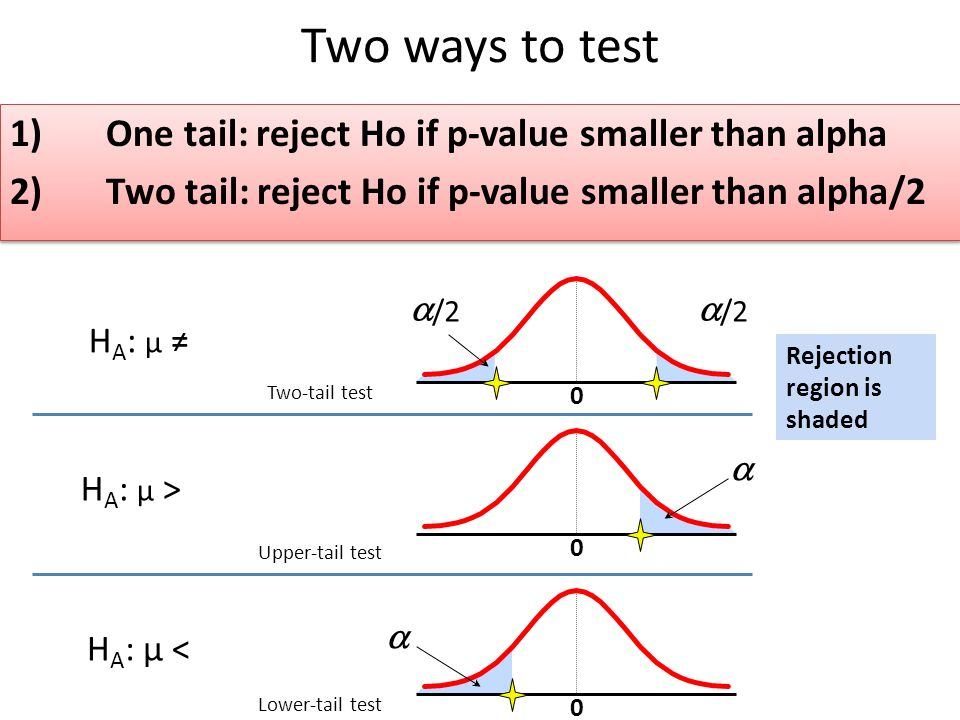 Two ways to test
1) One tail: reject Ho if p-value smaller than alpha
2) Two tail: reject Ho if p-value smaller than alpha/2
α/2 α/2
HA: μ ≠
Rejection
region is
shaded
Two-tail test
0
α
HA: μ >
Upper-tail test
0
α
HA: μ <
Lower-tail test
0